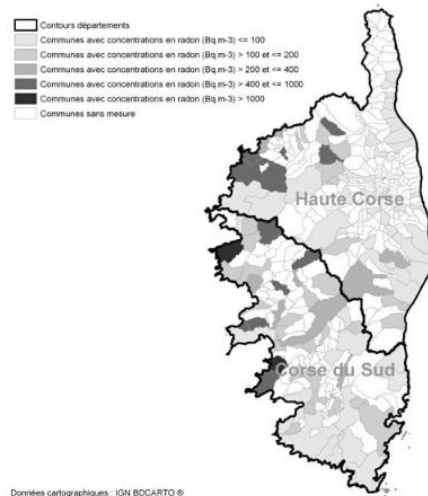 Contours départements
Communes avec concentrations en radon (Bq.m-3) <= 100
Communes avec concentrations en radon (Bq.m-3) > 100 et <= 200
Communes avec concentrations en radon (Bq.m-3) > 200 et <= 400
Communes avec concentrations en radon (Bq.m-3) > 400 et <= 1000
Communes avec concentrations en radon (Bq.m-3) > 1000
Communes sans mesure
Haute Corse
Corse du Sud
Données cartographiques : IGN BDCARTO ®